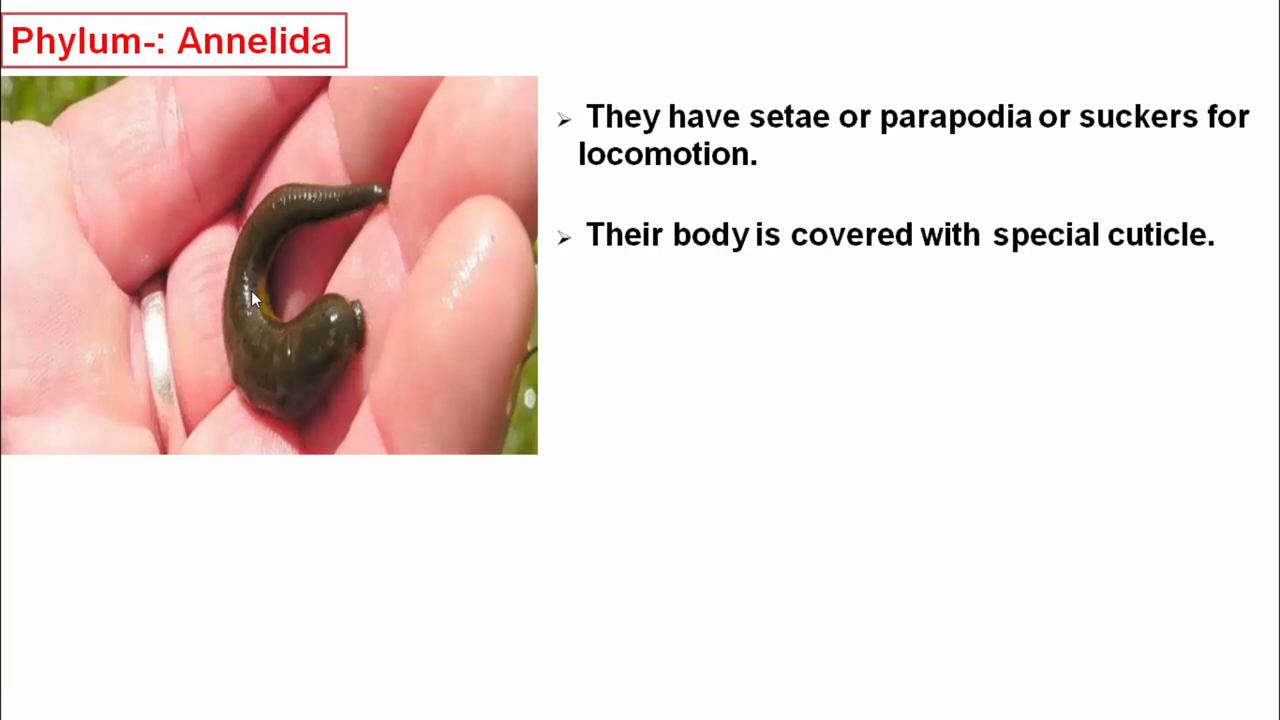 Phylum-: Annelida
➢ They have setae or parapodia or suckers for
locomotion.
➢ Their body is covered with special cuticle.